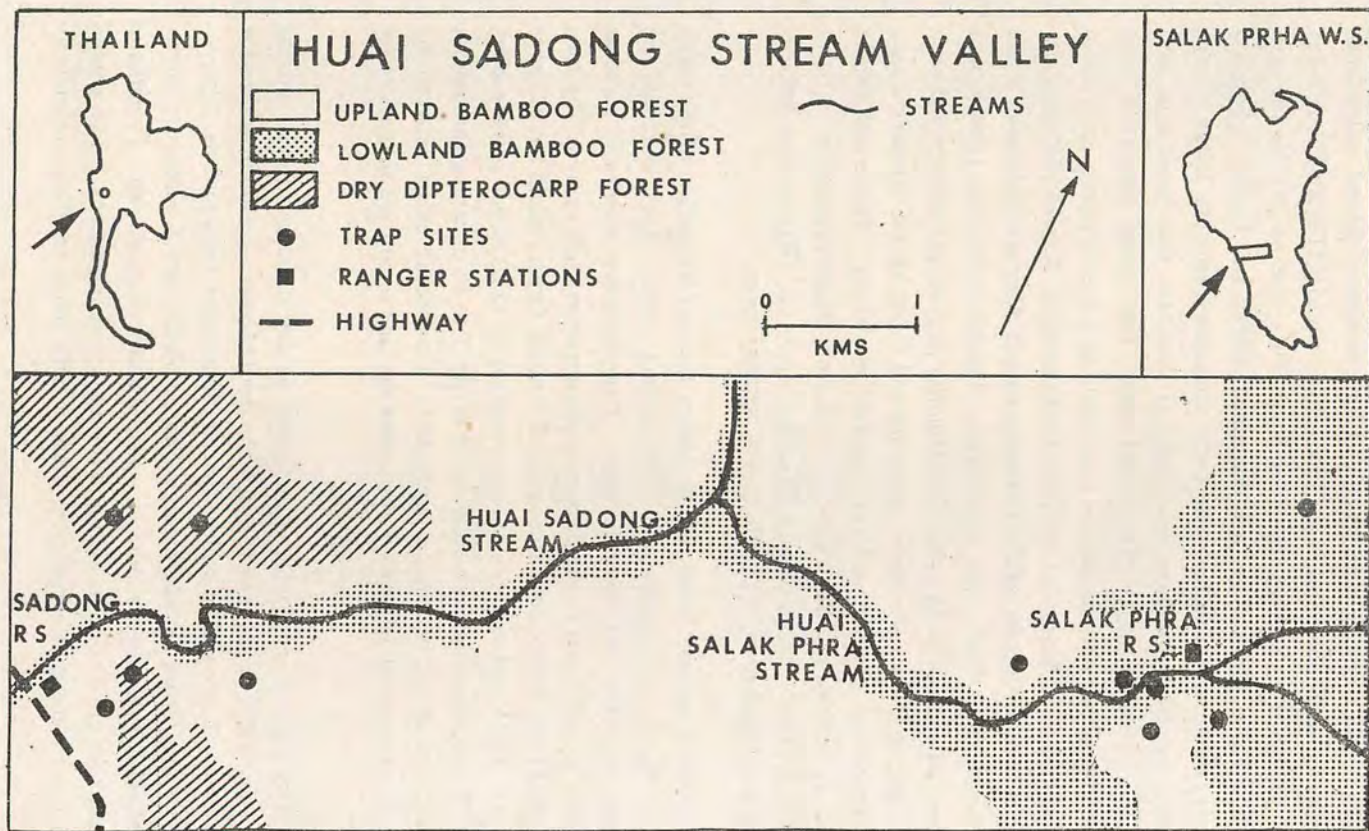 THAILAND
HUAI SADONG STREAM VALLEY
UPLAND BAMBOO FOREST
LOWLAND BAMBOO FOREST
DRY DIPTEROCARP FOREST
TRAP SITES
RANGER STATIONS
HIGHWAY
STREAMS
N
0 1
KMS
SALAK PRHA W.S.
HUAI SADONG
STREAM
SADONG
R S
HUAI
SALAK PHRA
STREAM
SALAK PHRA
R S